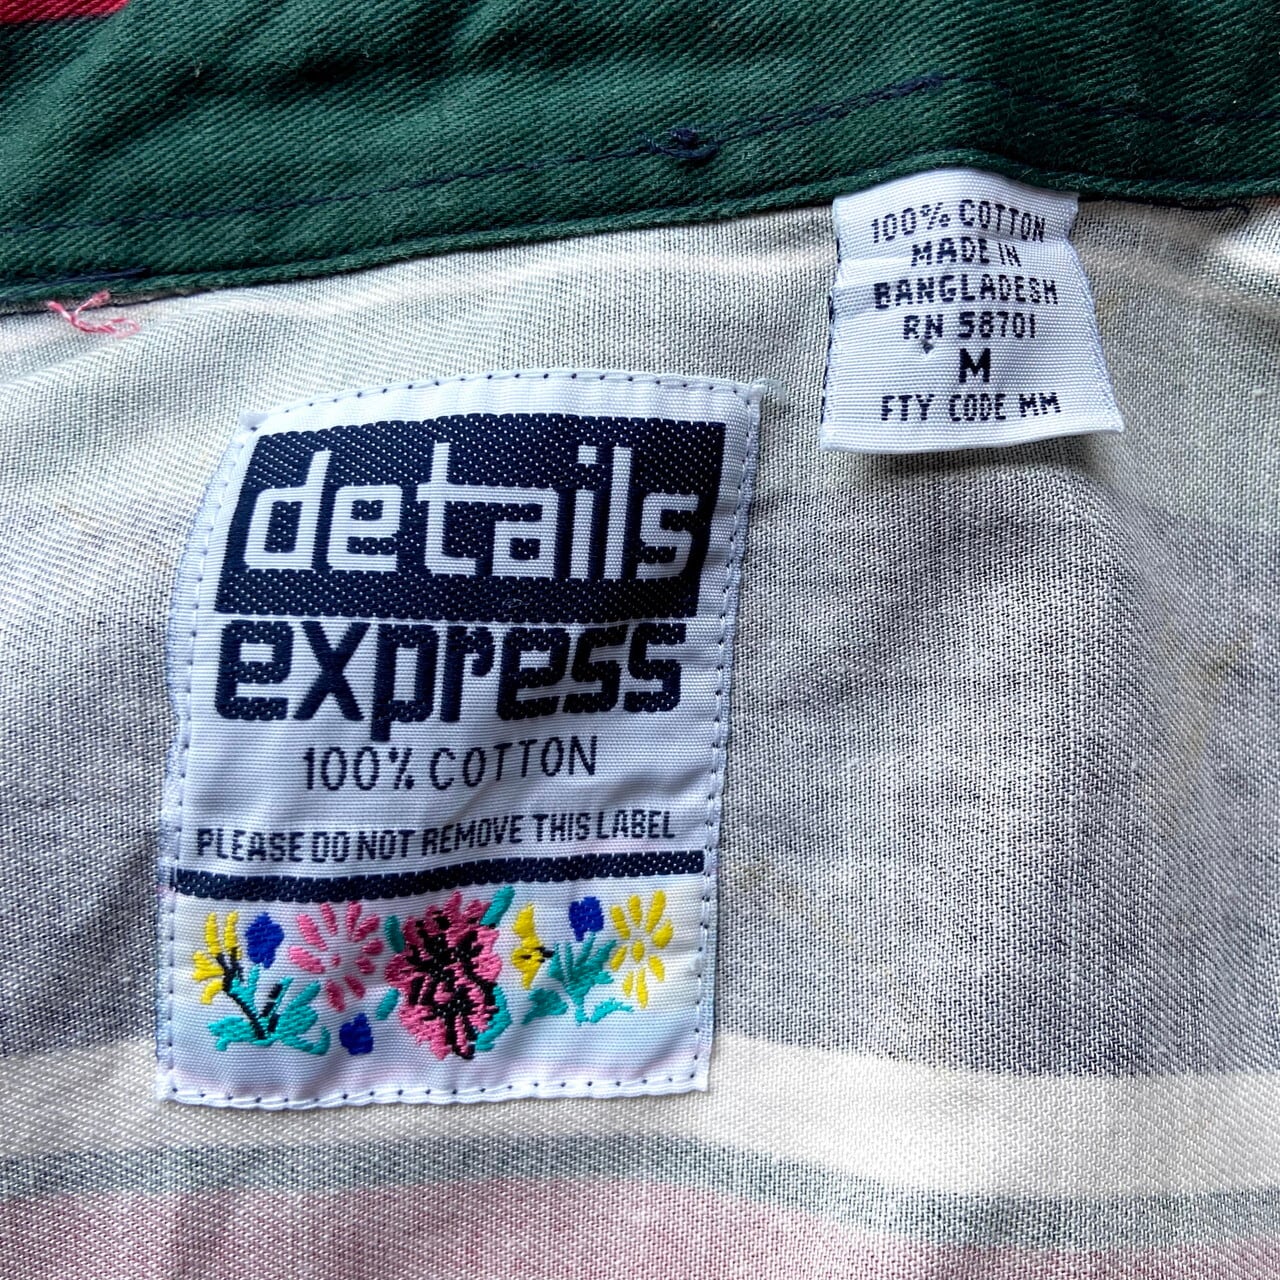 100% COTTON
MADE IN
BANGLADESH
RN 58701
M
FTY CODE MM
details
express
100% COTTON
PLEASE DO NOT REMOVE THIS LABEL